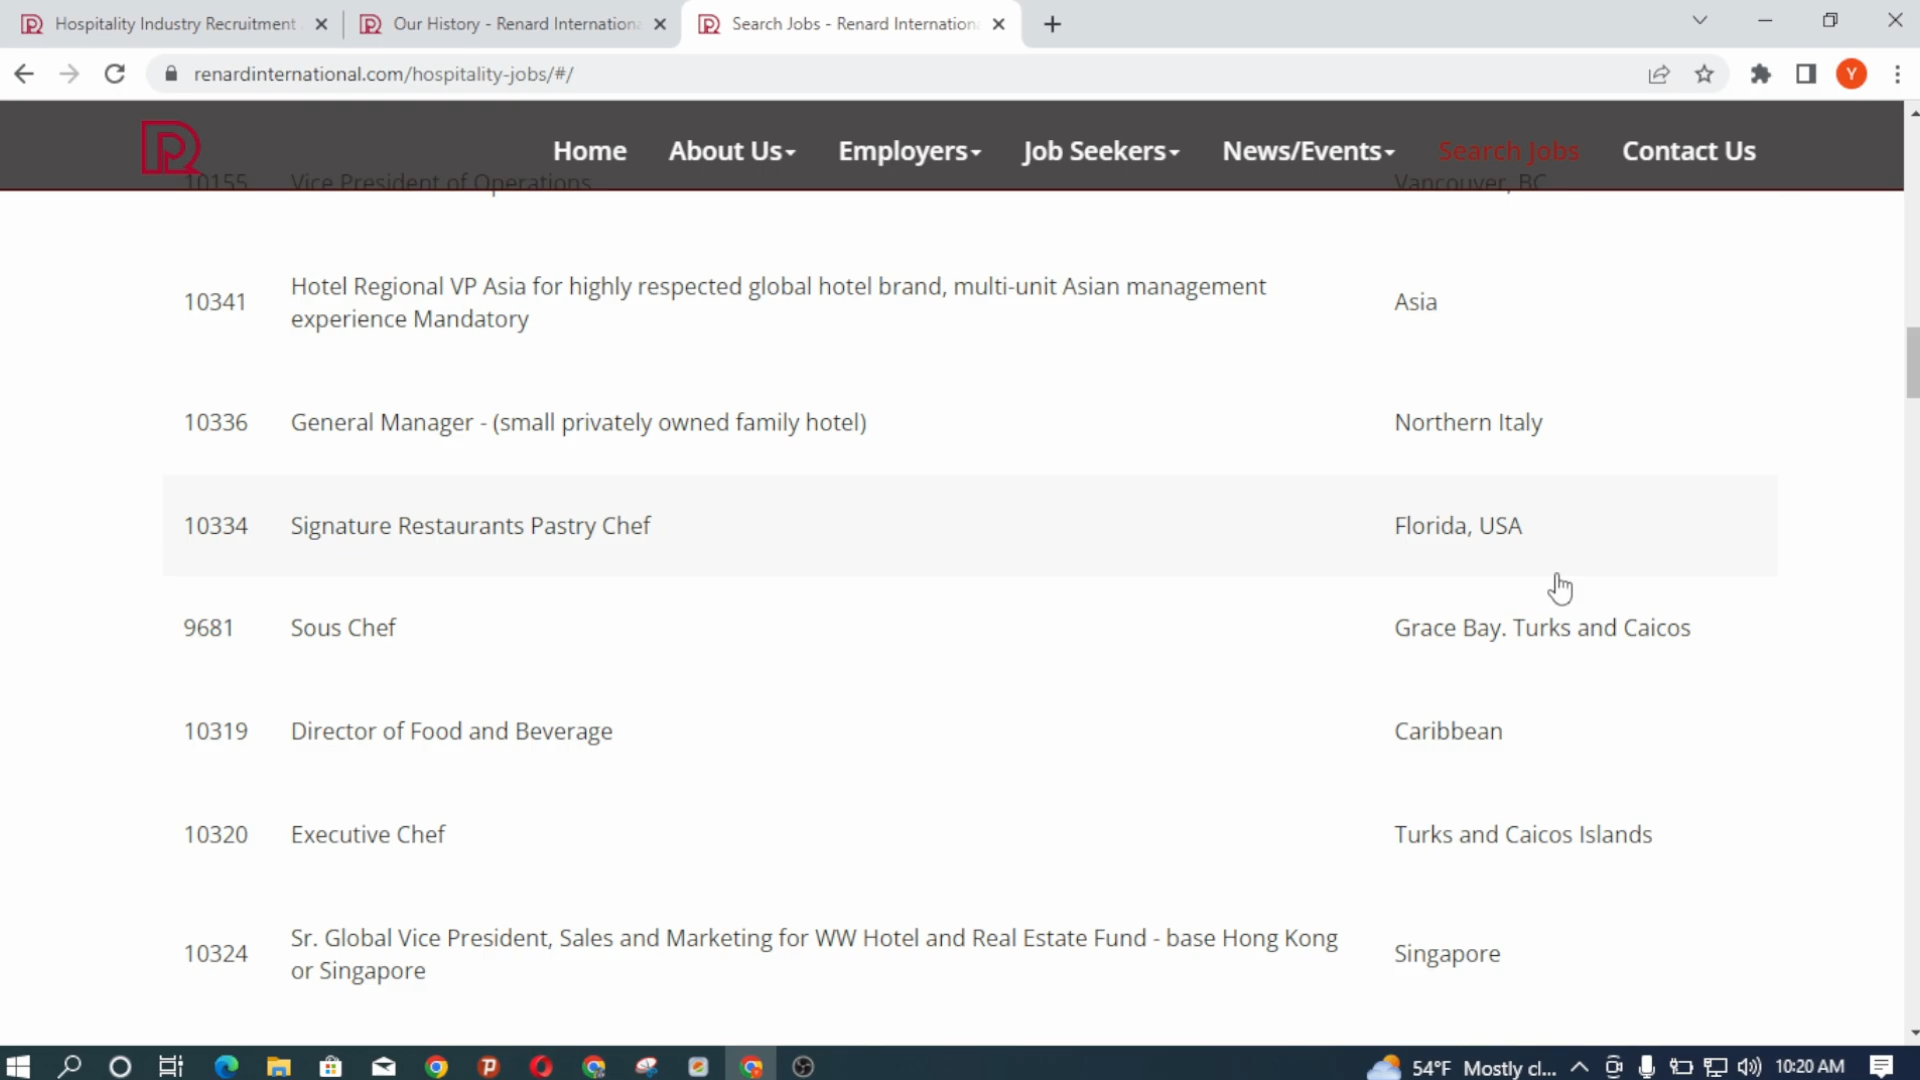 Hospitality Industry Recruitment
Our History - Renard Internationa
Search Jobs - Renard Internation
renardinternational.com/hospitality-jobs/#/
Y
Home About Us Employers Job Seekers News/Events Search Jobs Contact Us
10155 Vice President of Operations Vancouver, BC
10341 Hotel Regional VP Asia for highly respected global hotel brand, multi-unit Asian management Asia
experience Mandatory
10336 General Manager - (small privately owned family hotel) Northern Italy
10334 Signature Restaurants Pastry Chef Florida, USA
9681 Sous Chef Grace Bay. Turks and Caicos
10319 Director of Food and Beverage Caribbean
10320 Executive Chef Turks and Caicos Islands
10324 Sr. Global Vice President, Sales and Marketing for WW Hotel and Real Estate Fund - base Hong Kong Singapore
or Singapore
54°F Mostly cl... 10:20 AM